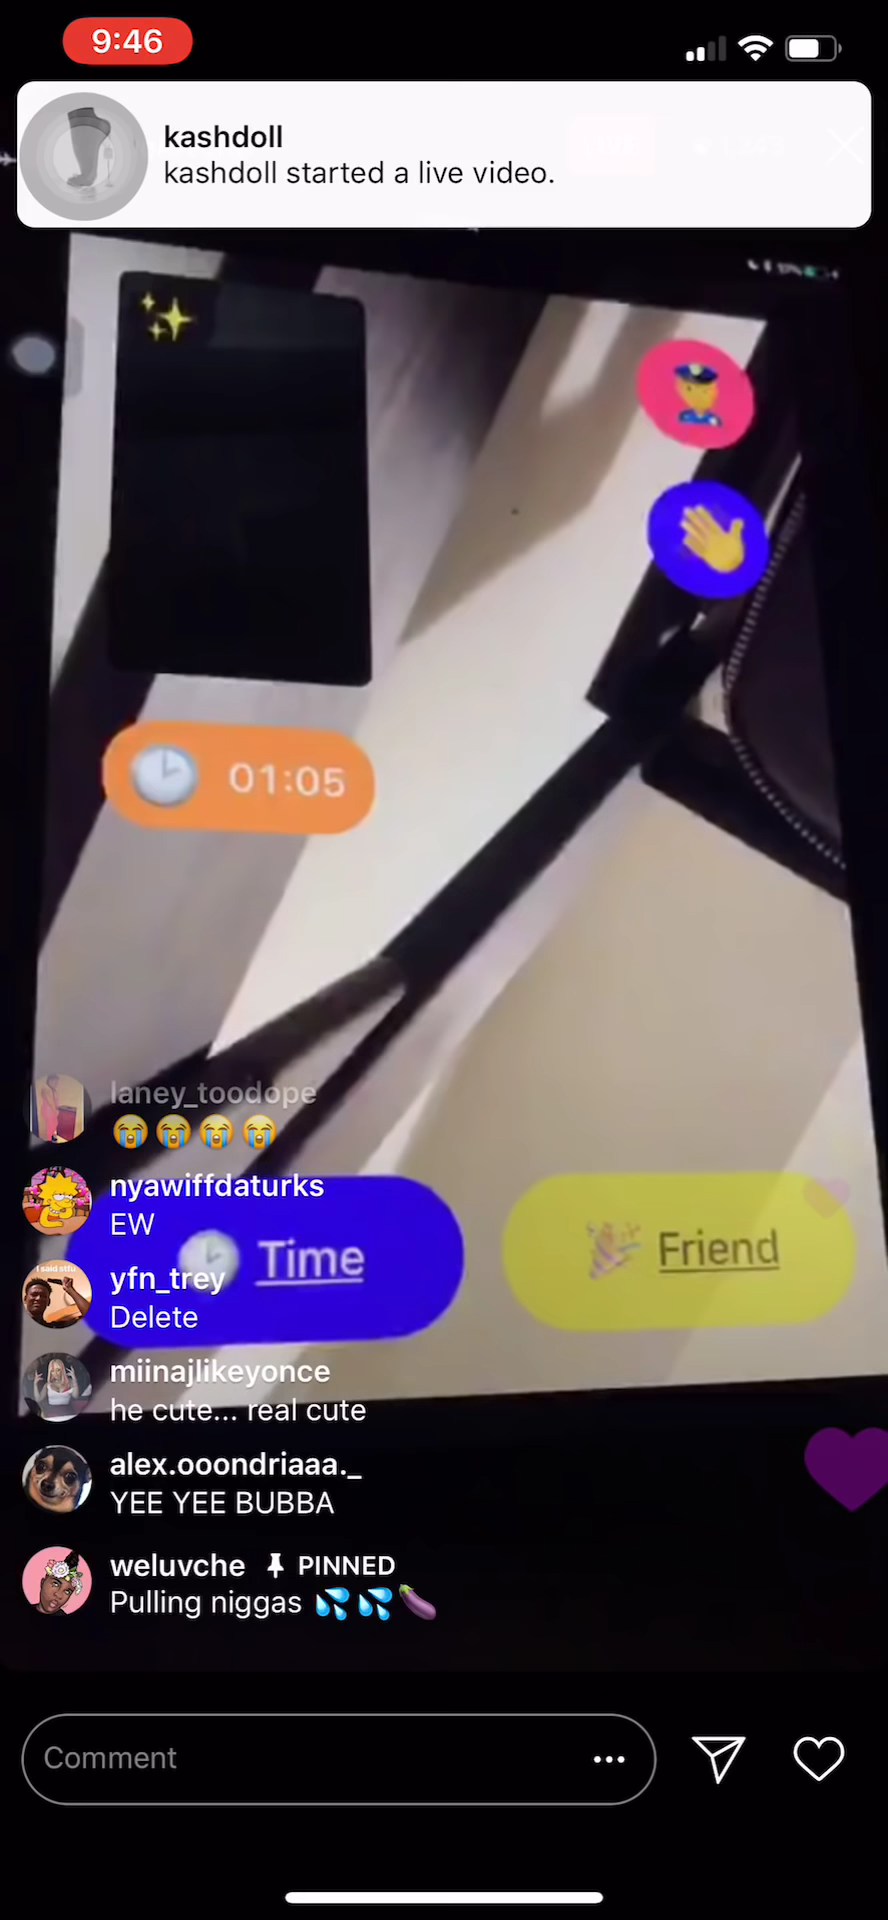 9:46
kashdoll
kashdoll started a live video.
01:05
laney_toodope
😭😭😭😭
nyawiffdaturks
EW
Time
Friend
yfn_trey
Delete
miinajlikeyonce
he cute... real cute
alex.ooondriaaa._
YEE YEE BUBBA
weluvche PINNED
Pulling niggas 💦💦🍆
Comment